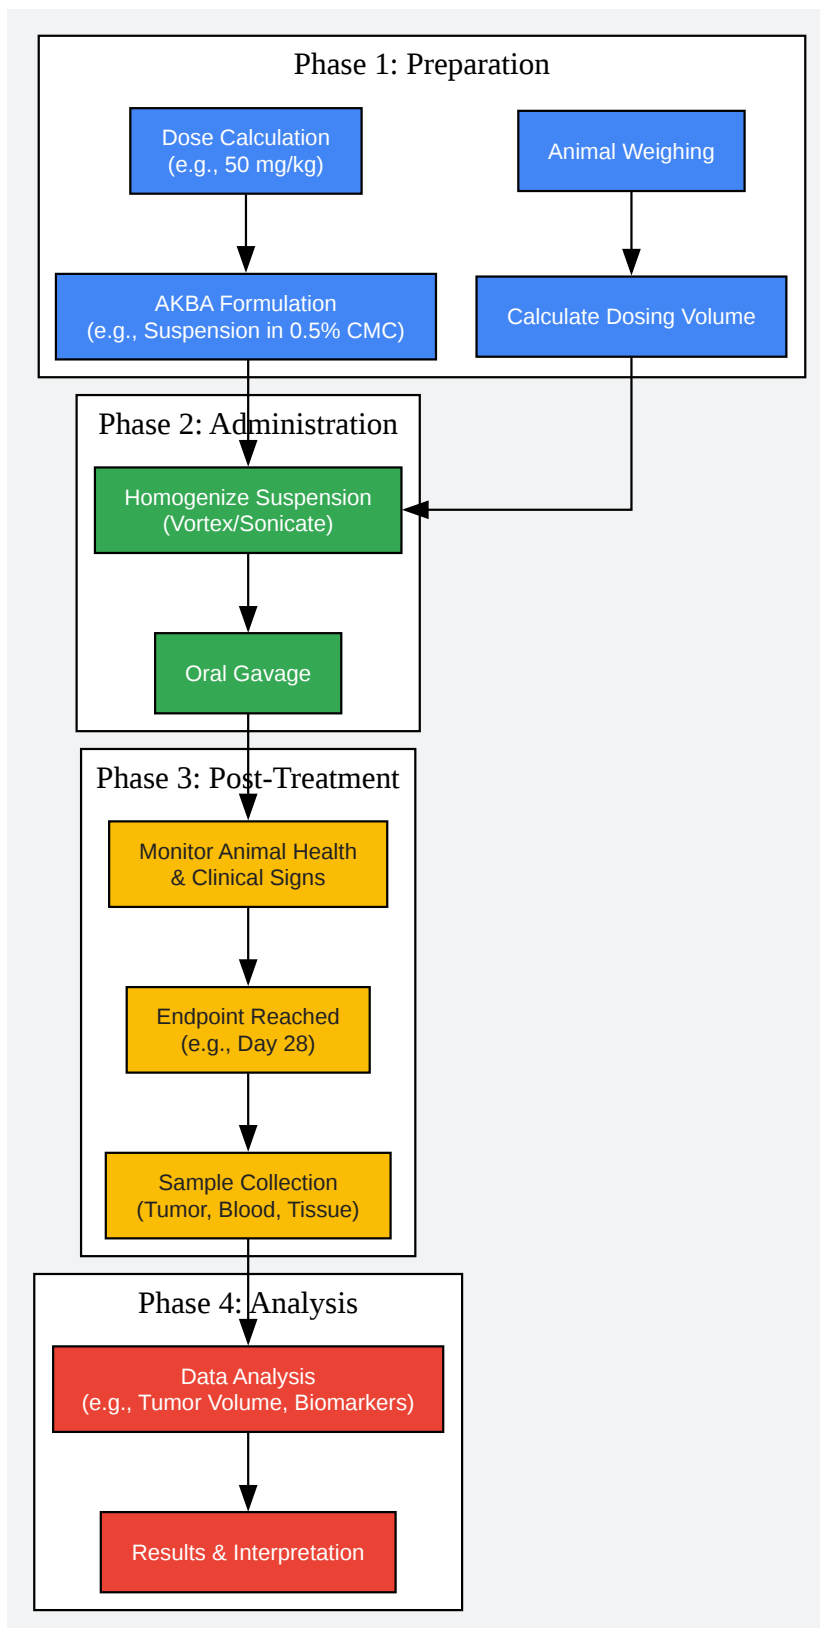 Phase 1: Preparation
Dose Calculation
(e.g., 50 mg/kg)
Animal Weighing
AKBA Formulation
(e.g., Suspension in 0.5% CMC)
Calculate Dosing Volume
Phase 2: Administration
Homogenize Suspension
(Vortex/Sonicate)
Oral Gavage
Phase 3: Post-Treatment
Monitor Animal Health
& Clinical Signs
Endpoint Reached
(e.g., Day 28)
Sample Collection
(Tumor, Blood, Tissue)
Phase 4: Analysis
Data Analysis
(e.g., Tumor Volume, Biomarkers)
Results & Interpretation